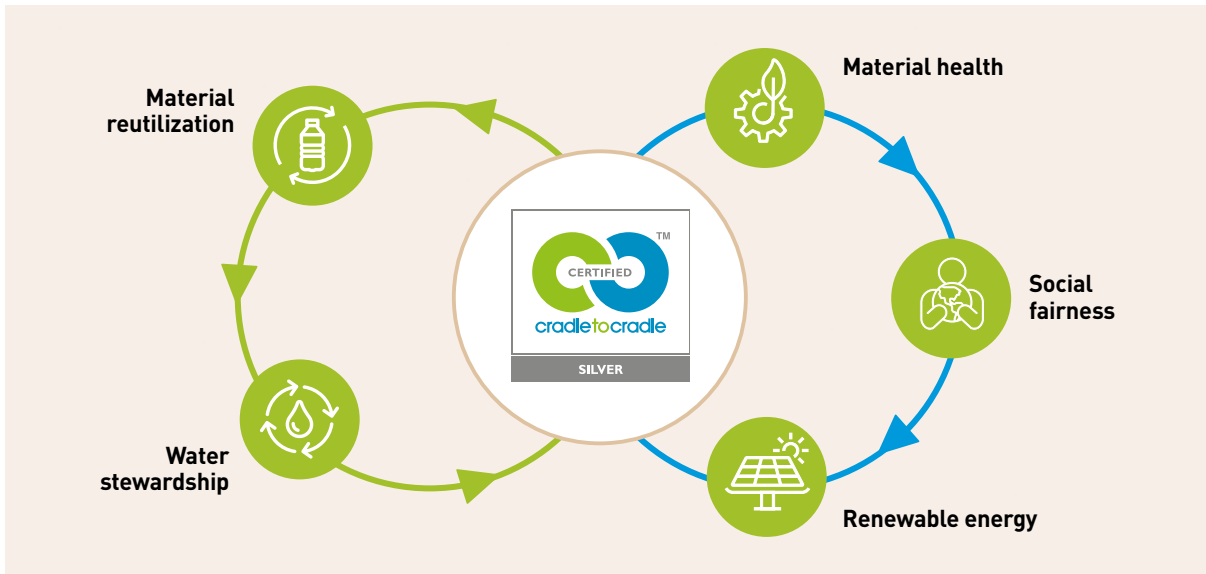 Material health
Material
reutilization
TM
CERTIFIED
cradletocradle
SILVER
Social
fairness
Water
stewardship
Renewable energy